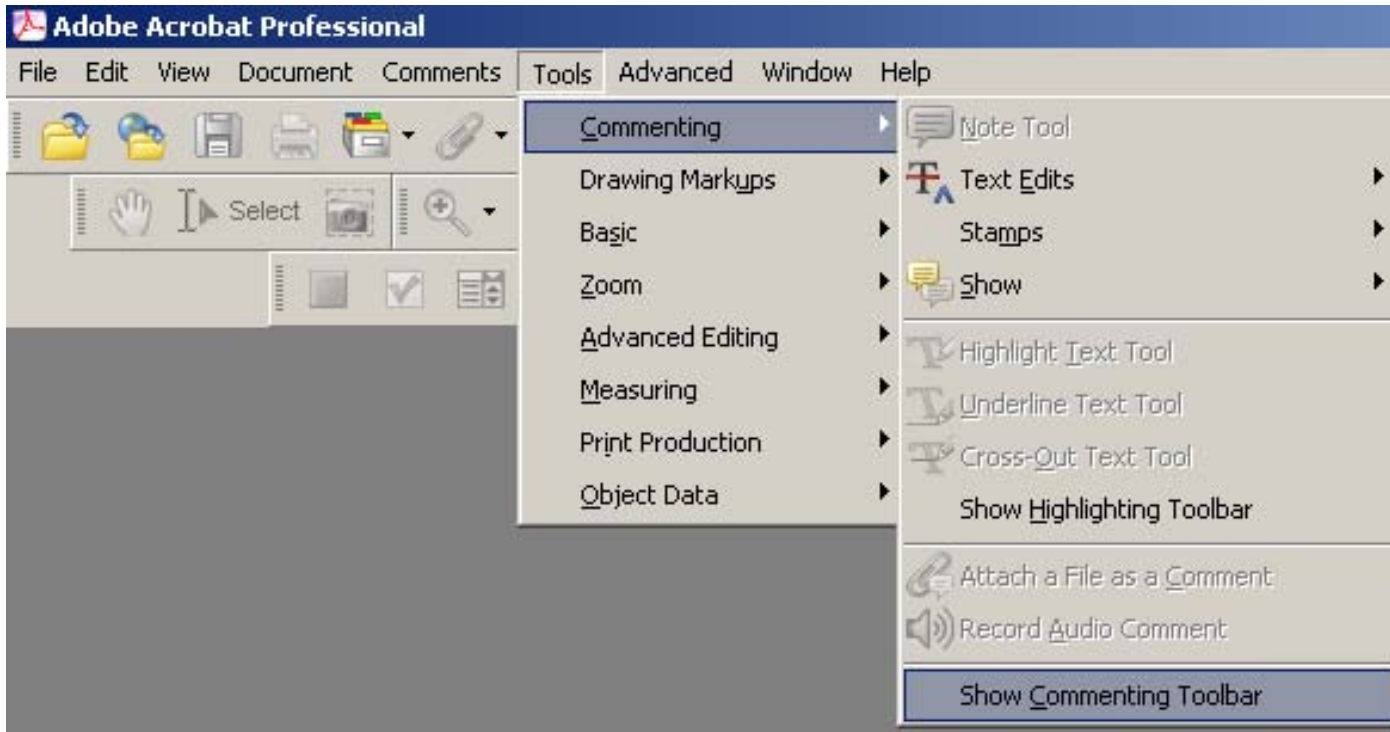 Adobe Acrobat Professional
File Edit View Document Comments Tools Advanced Window Help
Select
Commenting
Drawing Markups
Basic
Zoom
Advanced Editing
Measuring
Print Production
Object Data
Note Tool
Text Edits
Stamps
Show
Highlight Text Tool
Underline Text Tool
Cross-Out Text Tool
Show Highlighting Toolbar
Attach a File as a Comment
Record Audio Comment
Show Commenting Toolbar